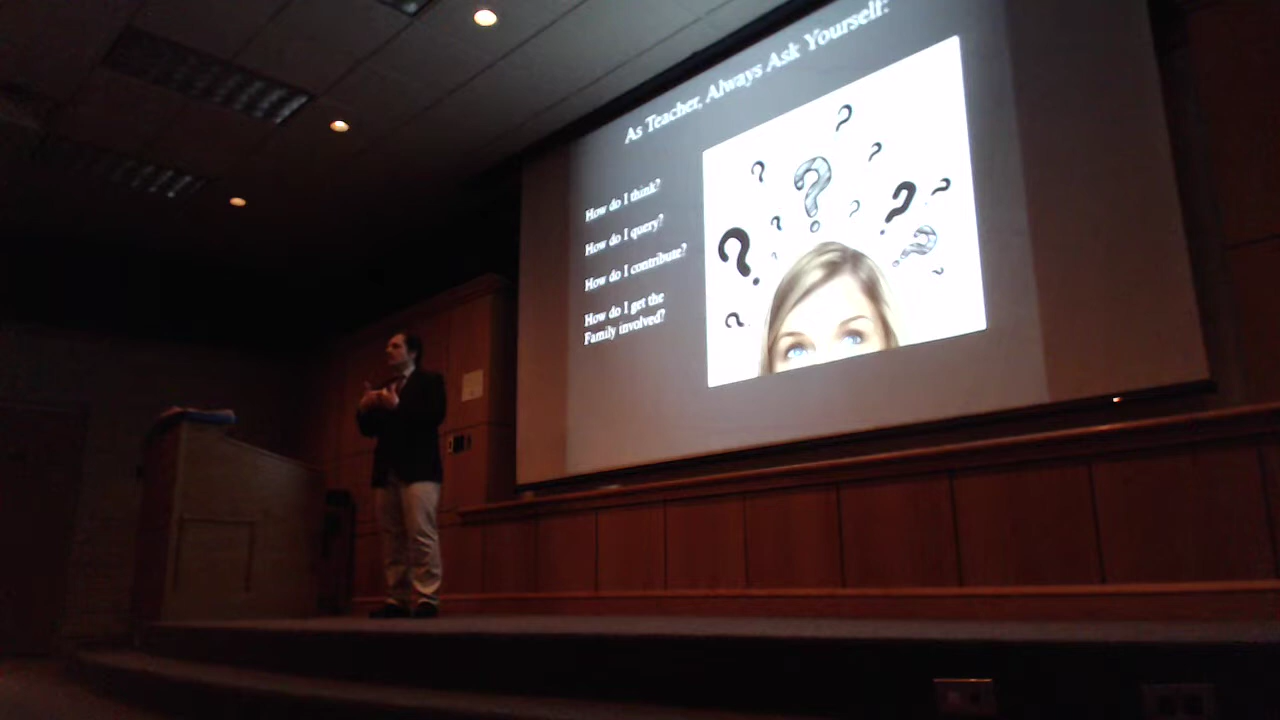 As Teacher, Always Ask Yourself:
How do I think?
How do I query?
How do I contribute?
How do I get the
Family involved?